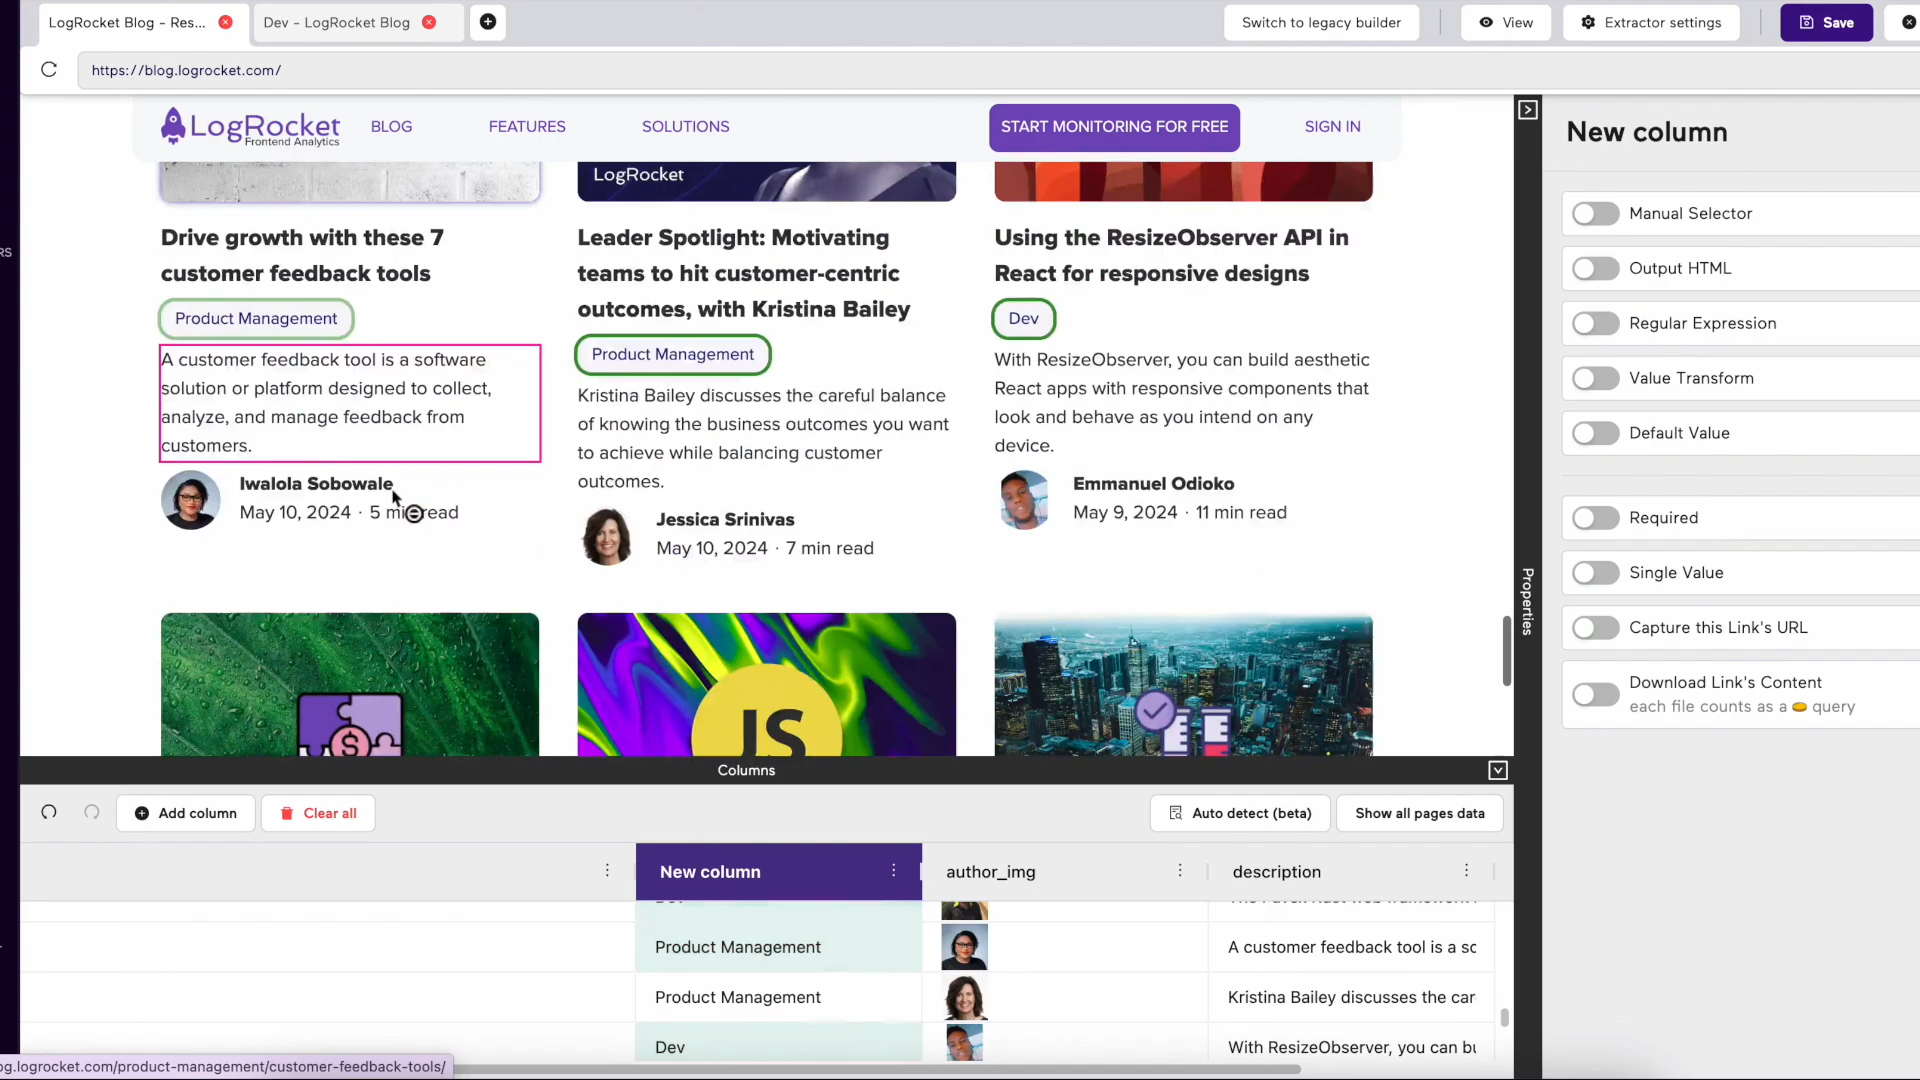 LogRocket Blog - Res...
Dev - LogRocket Blog
Switch to legacy builder
View
Extractor settings
Save
https://blog.logrocket.com/
LogRocket
Frontend Analytics
BLOG
FEATURES
SOLUTIONS
START MONITORING FOR FREE
SIGN IN
New column
LogRocket
Manual Selector
Output HTML
Regular Expression
Value Transform
Default Value
Required
Single Value
Capture this Link's URL
Download Link's Content
each file counts as a query
Properties
RS
Drive growth with these 7
customer feedback tools
Product Management
A customer feedback tool is a software
solution or platform designed to collect,
analyze, and manage feedback from
customers.
Iwalola Sobowale
May 10, 2024 · 5 min read
Leader Spotlight: Motivating
teams to hit customer-centric
outcomes, with Kristina Bailey
Product Management
Kristina Bailey discusses the careful balance
of knowing the business outcomes you want
to achieve while balancing customer
outcomes.
Jessica Srinivas
May 10, 2024 · 7 min read
Using the ResizeObserver API in
React for responsive designs
Dev
With ResizeObserver, you can build aesthetic
React apps with responsive components that
look and behave as you intend on any
device.
Emmanuel Odioko
May 9, 2024 · 11 min read
JS
Columns
Add column
Clear all
Auto detect (beta)
Show all pages data
New column
author_img
description
Product Management
A customer feedback tool is a sc
Product Management
Kristina Bailey discusses the car
Dev
With ResizeObserver, you can bu
og.logrocket.com/product-management/customer-feedback-tools/